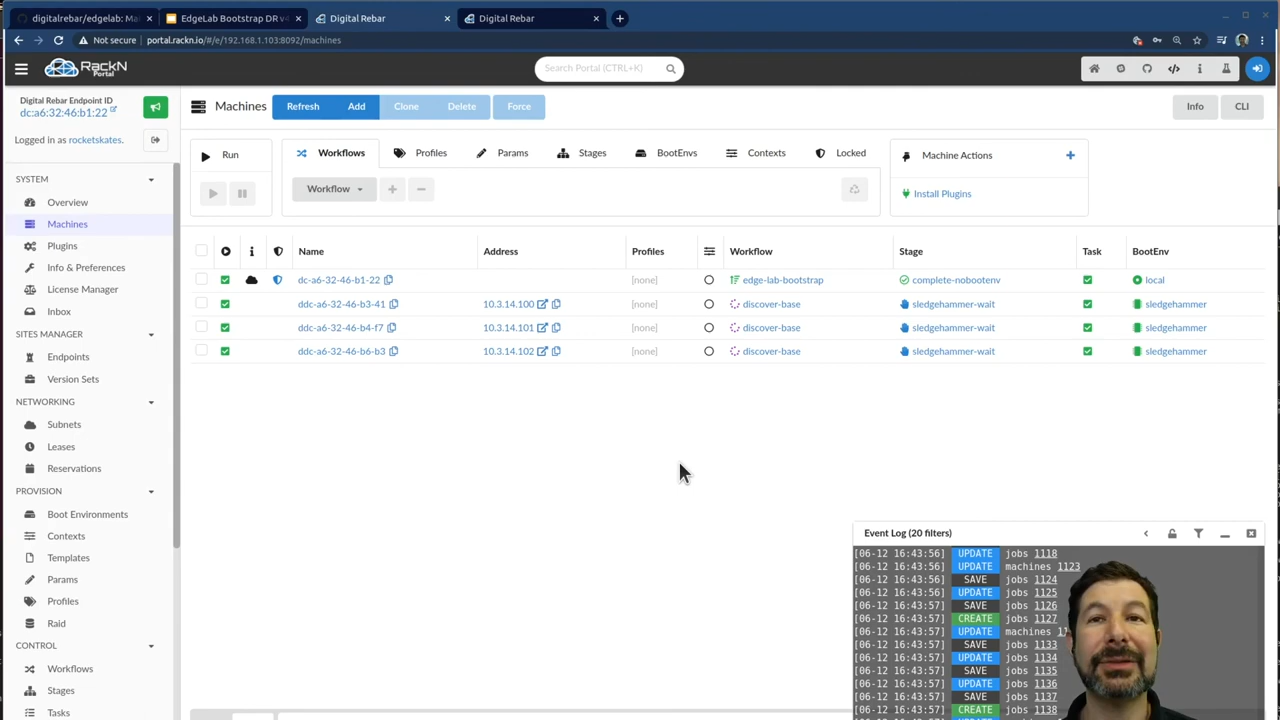 digitalrebar/edgelab: Ma
EdgeLab Bootstrap DR v4
Digital Rebar
Digital Rebar
Not secure
portal.rackn.io/#/e/192.168.1.103:8092/machines
RackN Portal
Search Portal (CTRL+K)
Digital Rebar Endpoint ID
dc:a6:32:46:b1:22
Logged in as rocketskates.
Machines
Refresh
Add
Clone
Delete
Force
Info
CLI
Run
Workflows
Profiles
Params
Stages
BootEnvs
Contexts
Locked
Workflow
Machine Actions
Install Plugins
SYSTEM
Overview
Machines
Plugins
Info & Preferences
License Manager
Inbox
SITES MANAGER
Endpoints
Version Sets
NETWORKING
Subnets
Leases
Reservations
PROVISION
Boot Environments
Contexts
Templates
Params
Profiles
Raid
CONTROL
Workflows
Stages
Tasks
Name Address Profiles Workflow Stage Task BootEnv
dc-a6-32-46-b1-22 [none] edge-lab-bootstrap complete-nobootenv local
ddc-a6-32-46-b3-41 10.3.14.100 [none] discover-base sledgehammer-wait sledgehammer
ddc-a6-32-46-b4-f7 10.3.14.101 [none] discover-base sledgehammer-wait sledgehammer
ddc-a6-32-46-b6-b3 10.3.14.102 [none] discover-base sledgehammer-wait sledgehammer
Event Log (20 filters)
[06-12 16:43:56] UPDATE jobs 1118
[06-12 16:43:56] UPDATE machines 1123
[06-12 16:43:56] SAVE jobs 1124
[06-12 16:43:57] UPDATE jobs 1125
[06-12 16:43:57] SAVE jobs 1126
[06-12 16:43:57] CREATE jobs 1127
[06-12 16:43:57] UPDATE machines
[06-12 16:43:57] SAVE jobs 1133
[06-12 16:43:57] UPDATE jobs 1134
[06-12 16:43:57] SAVE jobs 1135
[06-12 16:43:57] UPDATE jobs 1136
[06-12 16:43:57] SAVE jobs 1137
[06-12 16:43:57] CREATE jobs 1138